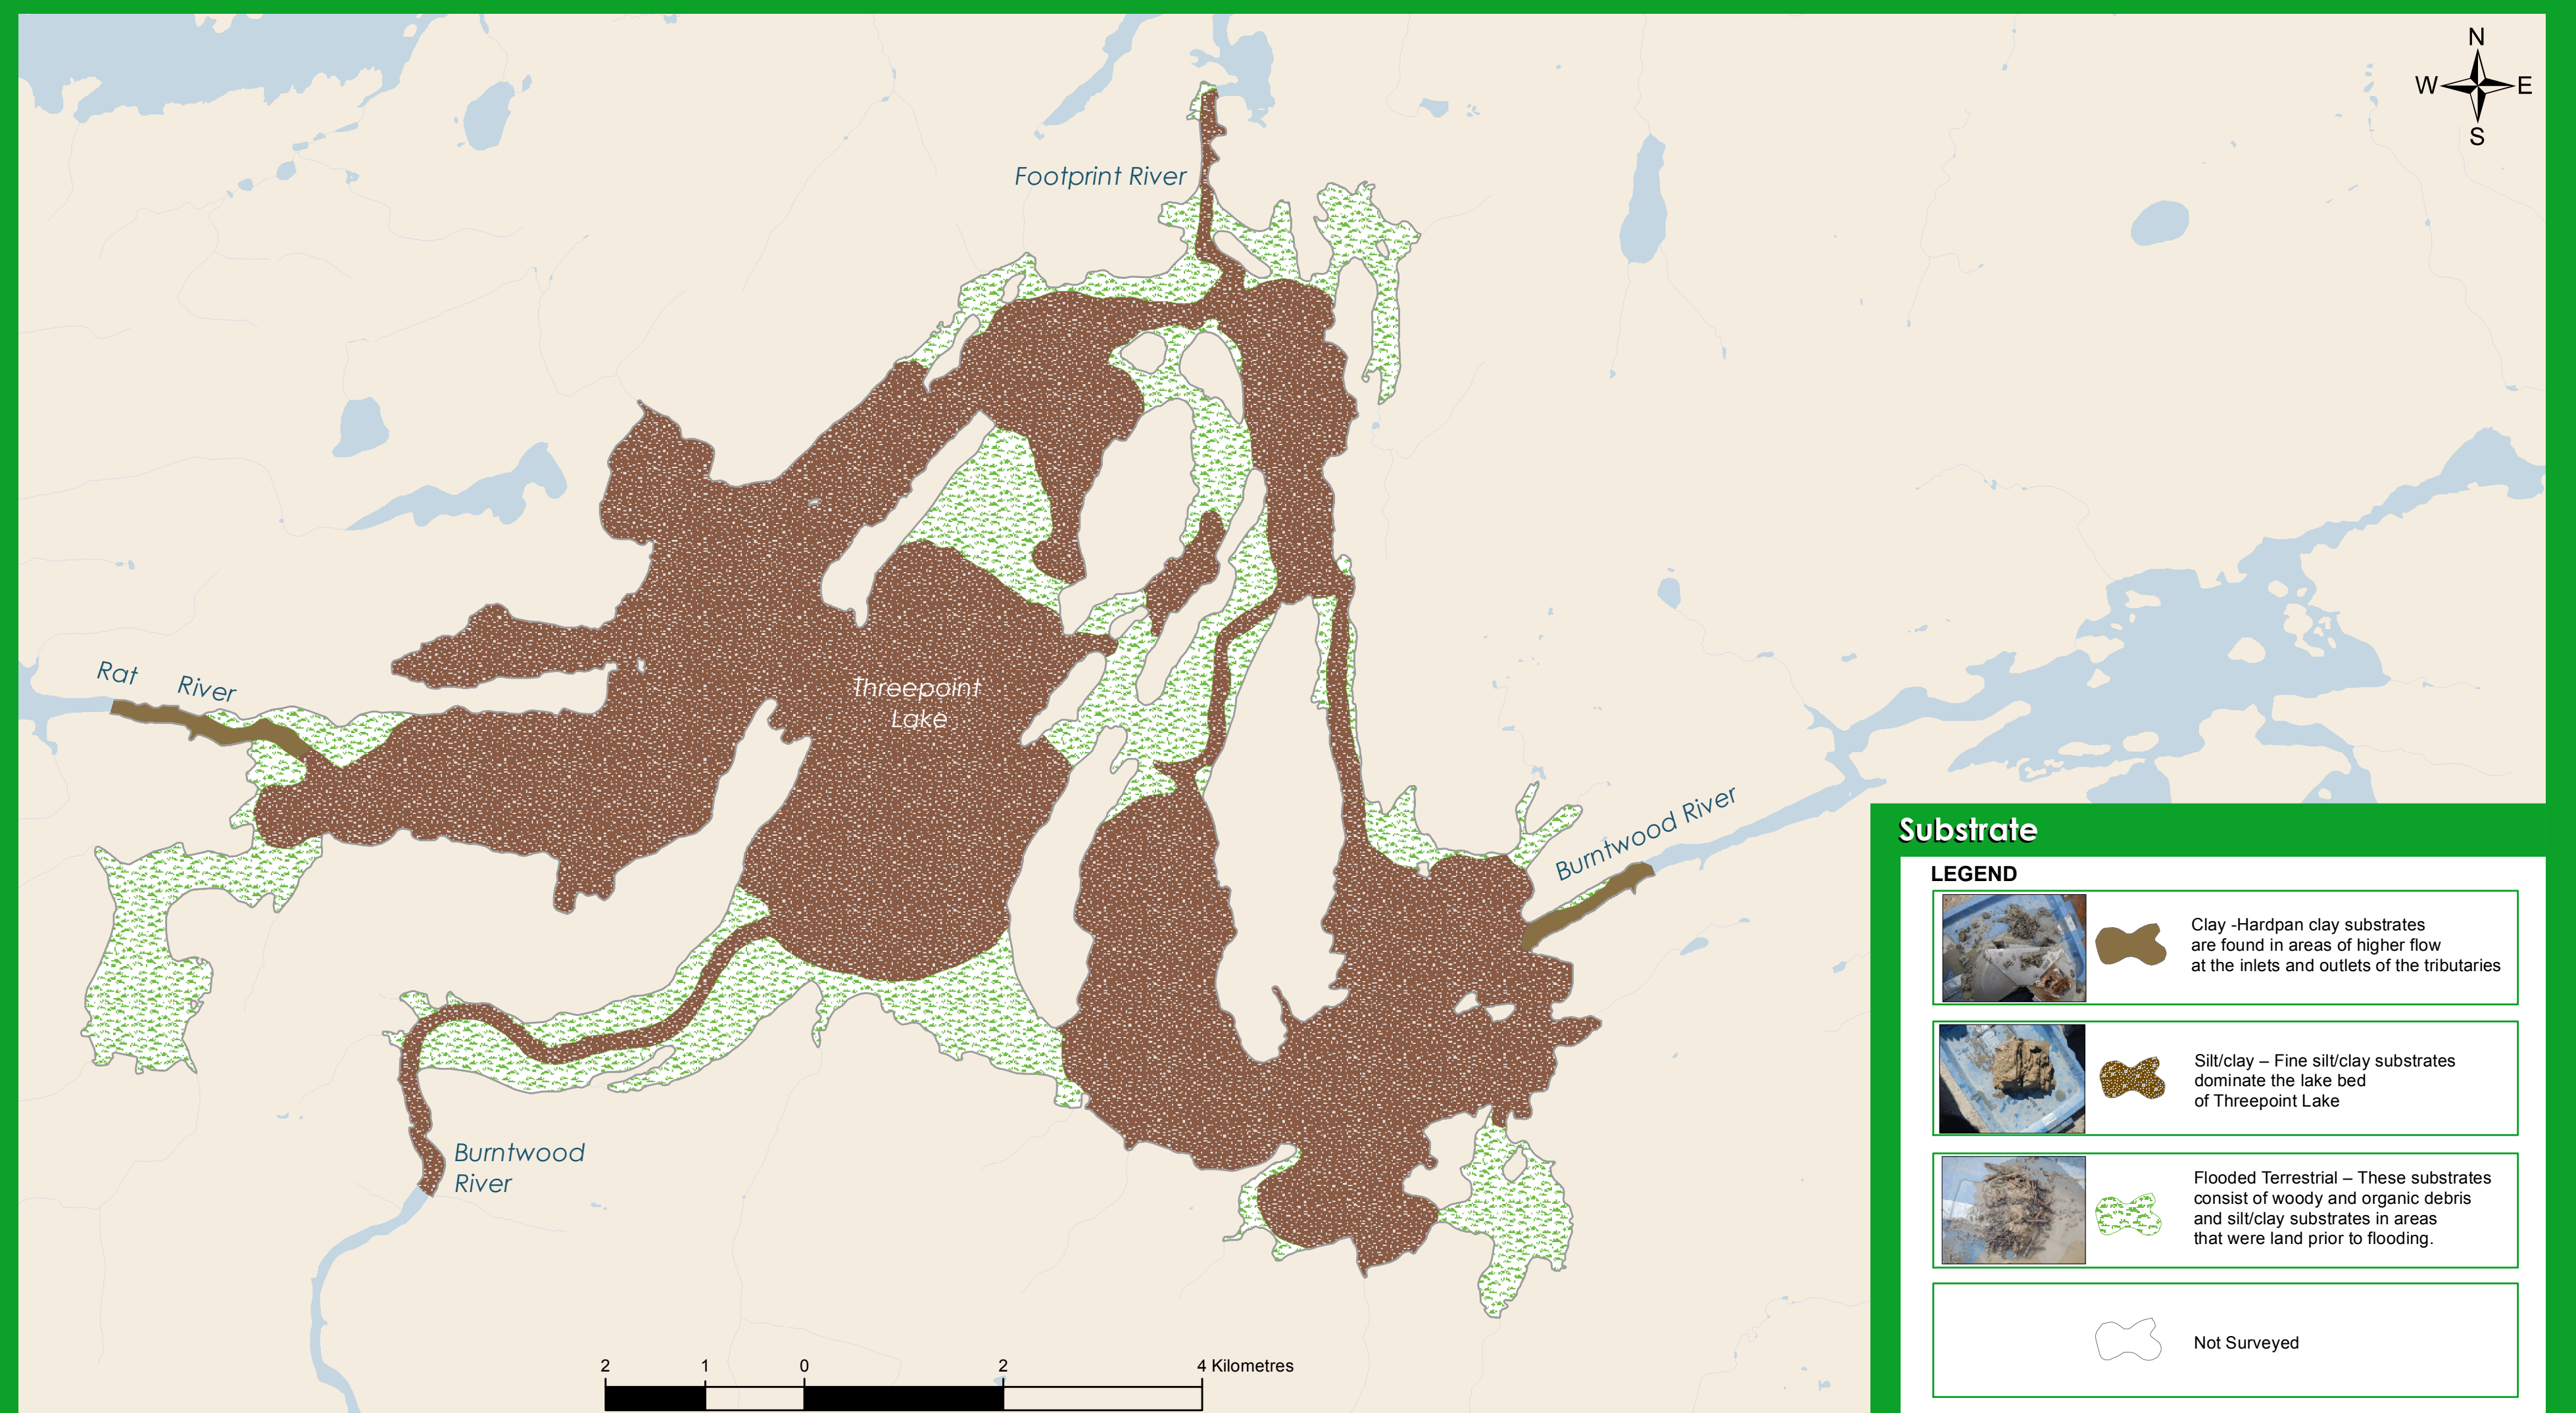 N
W E
S
Footprint River
Rat River
Threepoint
Lake
Burntwood River
Burntwood
River
2 1 0 2 4 Kilometres
Substrate
LEGEND
Clay -Hardpan clay substrates
are found in areas of higher flow
at the inlets and outlets of the tributaries
Silt/clay – Fine silt/clay substrates
dominate the lake bed
of Threepoint Lake
Flooded Terrestrial – These substrates
consist of woody and organic debris
and silt/clay substrates in areas
that were land prior to flooding.
Not Surveyed